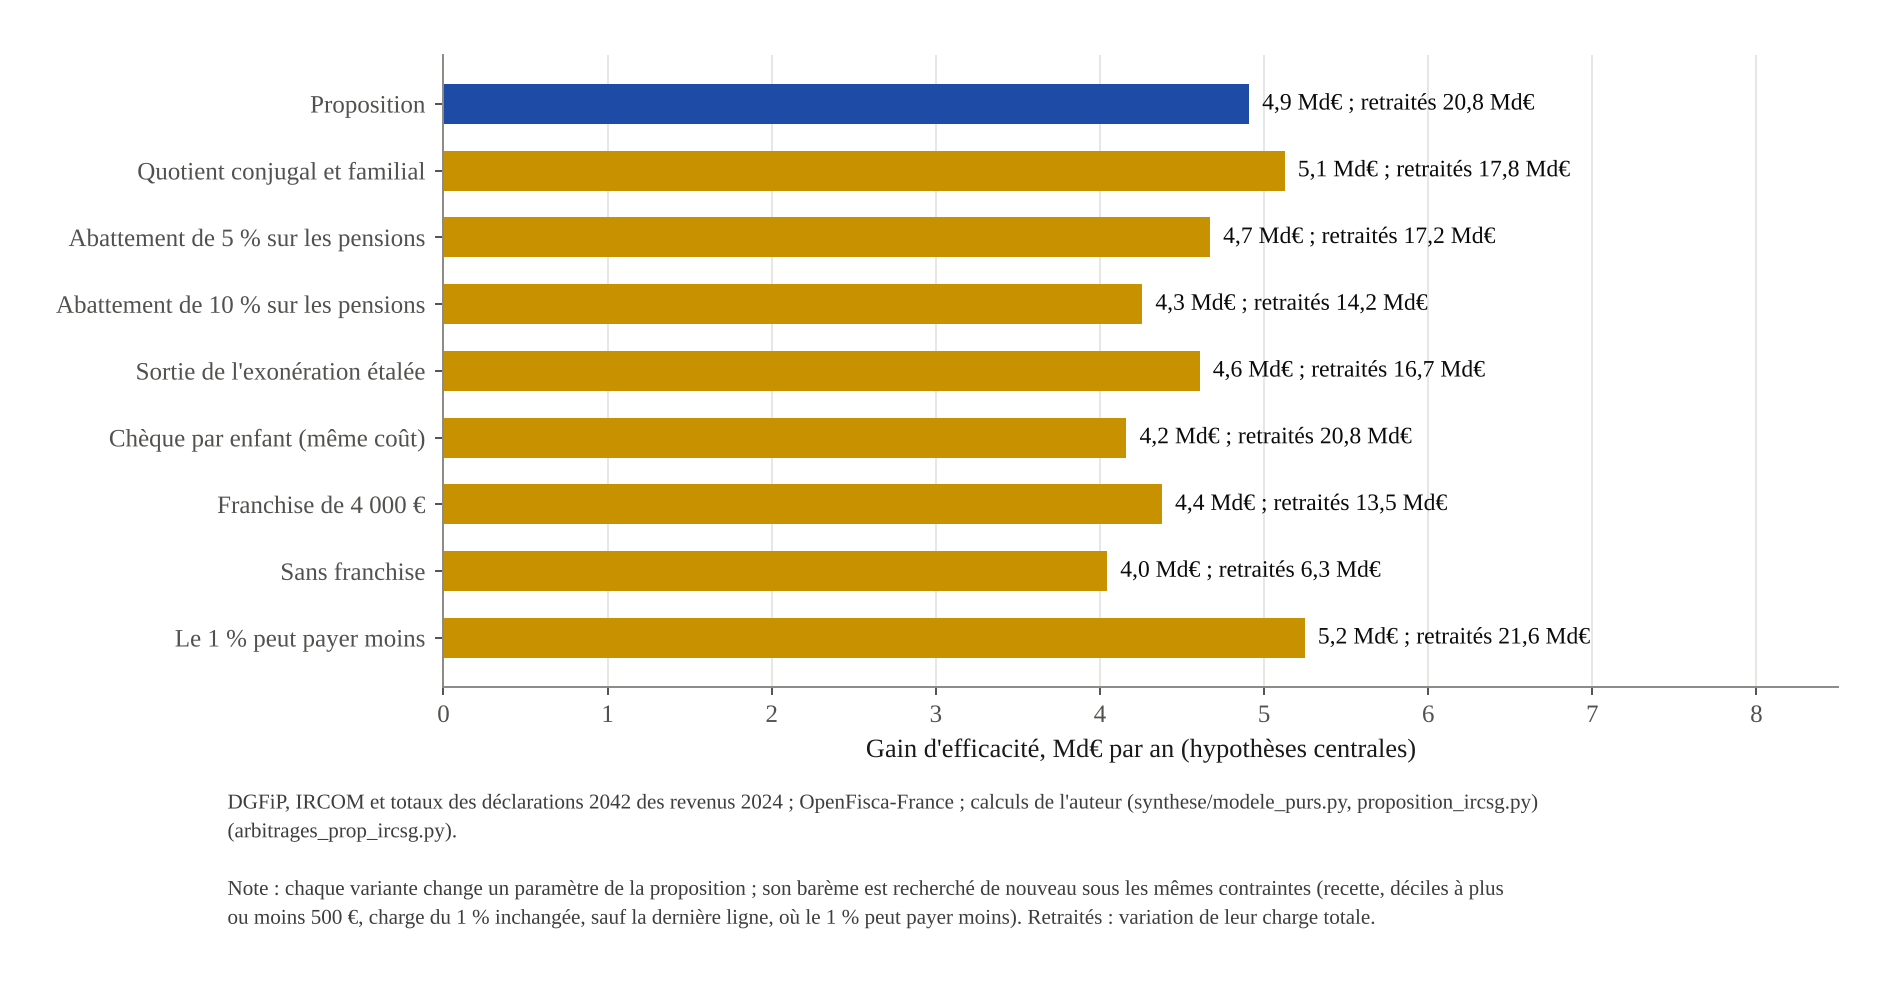 Proposition
4,9 Md€ ; retraités 20,8 Md€
Quotient conjugal et familial
5,1 Md€ ; retraités 17,8 Md€
Abattement de 5 % sur les pensions
4,7 Md€ ; retraités 17,2 Md€
Abattement de 10 % sur les pensions
4,3 Md€ ; retraités 14,2 Md€
Sortie de l'exonération étalée
4,6 Md€ ; retraités 16,7 Md€
Chèque par enfant (même coût)
4,2 Md€ ; retraités 20,8 Md€
Franchise de 4 000 €
4,4 Md€ ; retraités 13,5 Md€
Sans franchise
4,0 Md€ ; retraités 6,3 Md€
Le 1 % peut payer moins
5,2 Md€ ; retraités 21,6 Md€
0 1 2 3 4 5 6 7 8
Gain d'efficacité, Md€ par an (hypothèses centrales)
DGFiP, IRCOM et totaux des déclarations 2042 des revenus 2024 ; OpenFisca-France ; calculs de l'auteur (synthese/modele_purs.py, proposition_ircsg.py)
(arbitrages_prop_ircsg.py).
Note : chaque variante change un paramètre de la proposition ; son barème est recherché de nouveau sous les mêmes contraintes (recette, déciles à plus
ou moins 500 €, charge du 1 % inchangée, sauf la dernière ligne, où le 1 % peut payer moins). Retraités : variation de leur charge totale.